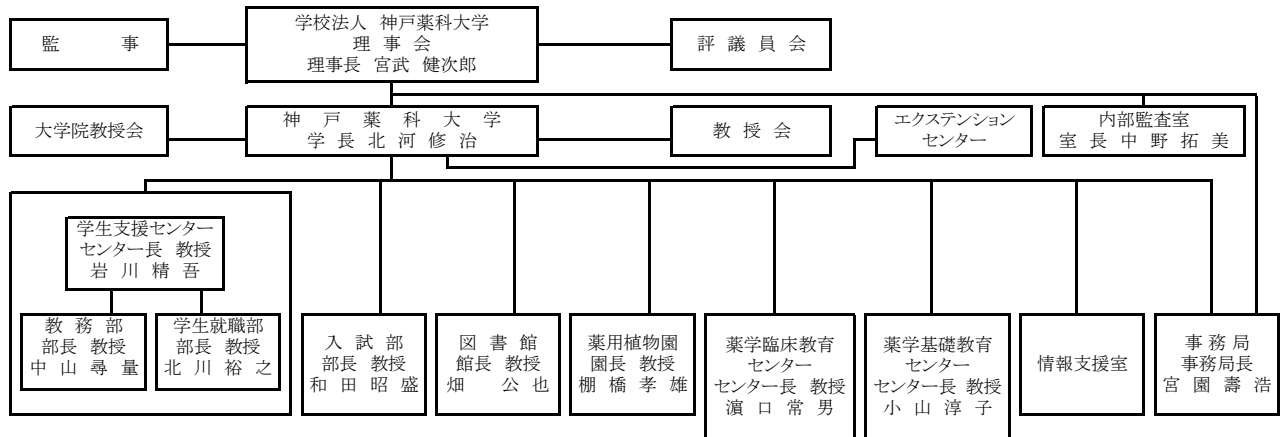 監 事
学校法人 神戸薬科大学
理 事 会
理事長 宮武 健次郎
評 議 員 会
大学院教授会
神 戸 薬 科 大 学
学 長 北 河 修 治
教 授 会
エクステンション
センター
内部監査室
室 長 中 野 拓 美
学生支援センター
センター長 教授
岩 川 精 吾
教 務 部
部長 教授
中 山 尋 量
学生就職部
部長 教授
北 川 裕 之
入 試 部
部長 教授
和 田 昭 盛
図 書 館
館長 教授
畑 公 也
薬用植物園
園長 教授
棚 橋 孝 雄
薬学臨床教育
センター
センター長 教授
濵 口 常 男
薬学基礎教育
センター
センター長 教授
小 山 淳 子
情報支援室
事 務 局
事務局長
宮 園 壽 浩